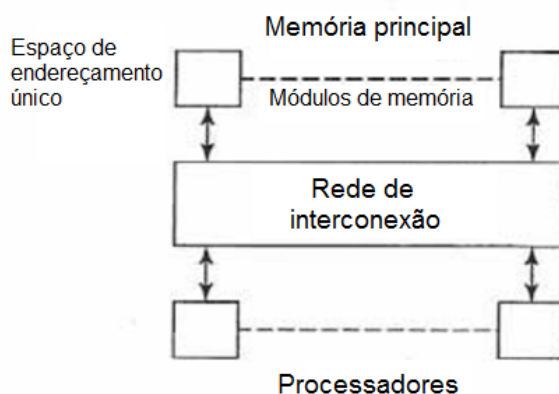 Memória principal
Espaço de
endereçamento
único
Módulos de memória
Rede de
interconexão
Processadores